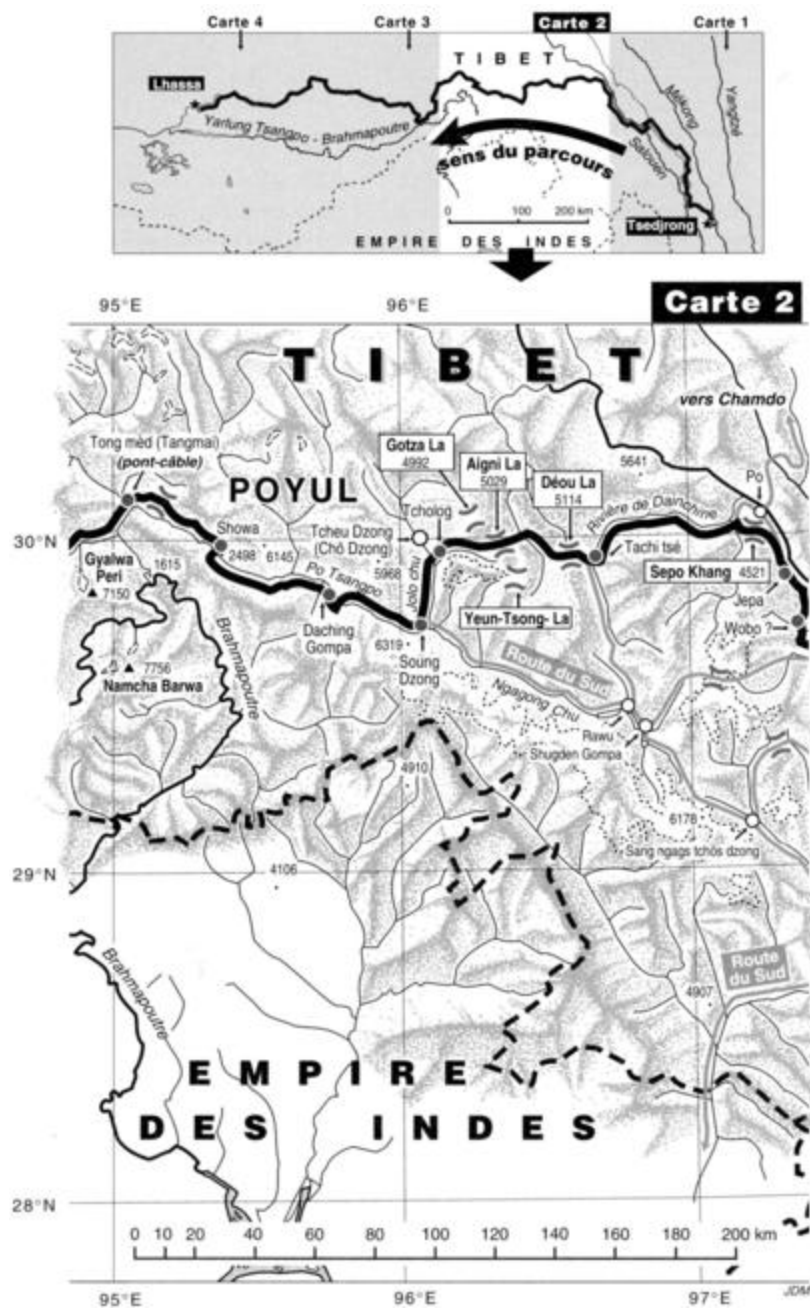 Carte 4
Carte 3
Carte 2
Carte 1
TIBET
Lhassa
Yarlung Tsangpo - Brahmapoutre
sens du parcours
Mékong
Yangtzé
Salouen
Tsedjrong
0 100 200 km
EMPIRE DES INDES
95°E
96°E
Carte 2
TIBET
vers Chamdo
Tong mèd (Tangmai)
(pont-câble)
Gotza La
4992
Aigni La
5029
Déou La
5114
5641
Po
POYUL
Tcholog
Rivière de Dainchine
30°N
Showa
2498
6145
Tcheu Dzong
(Chö Dzong)
5968
Tachi tsé
Gyalwa
Peri
7150
1615
Po Tsangpo
Jolo chu
Sepo Khang
4521
Jepa
Wobo ?
Daching
Gompa
6319
Soung
Dzong
Yeun-Tsong- La
Brahmapoutre
7756
Namcha Barwa
Route du Sud
Ngagong Chu
Rawu
Shugden Gompa
4910
6178
Sang ngags tchös dzong
29°N
4106
Brahmapoutre
Route
du Sud
4907
EMPIRE
DES INDES
28°N
0 20 40 60 80 100 120 140 160 180 200 km
95°E
96°E
97°E
JDM